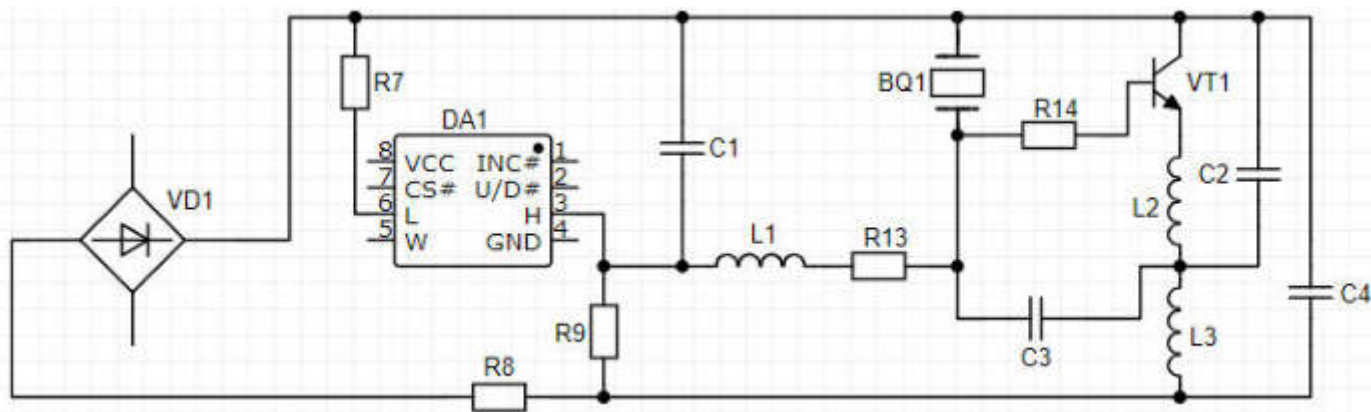 R7
BQ1
VT1
R14
DA1
C1
8 VCC INC# 1
7 CS# U/D# 2
6 L H 3
5 W GND 4
C2
VD1
L2
L1
R13
C4
R9
C3
L3
R8